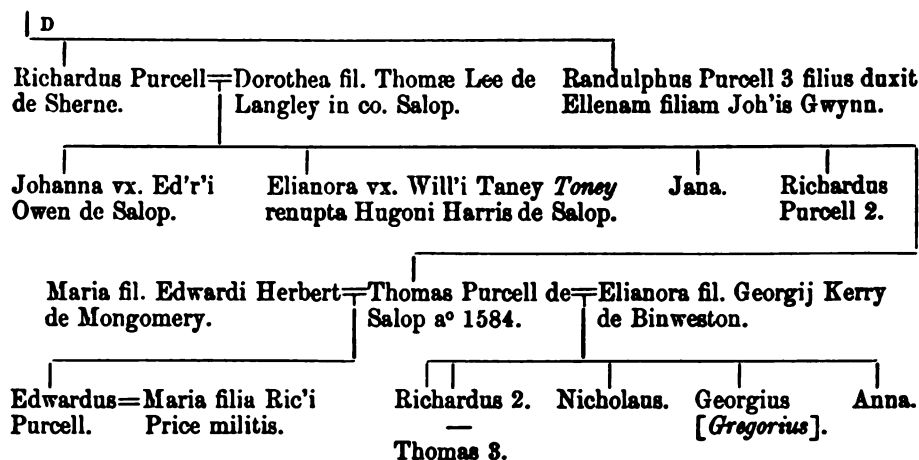 D
Richardus Purcell=Dorothea fil. Thomæ Lee de
de Sherne. Langley in co. Salop.
Randulphus Purcell 3 filius duxit
Ellenam filiam Joh'is Gwynn.
Johanna vx. Ed'r'i
Owen de Salop.
Elianora vx. Will'i Taney Toney
renupta Hugoni Harris de Salop.
Jana.
Richardus
Purcell 2.
Maria fil. Edwardi Herbert=Thomas Purcell de=Elianora fil. Georgij Kerry
de Mongomery. Salop aº 1584. de Binweston.
Edwardus=Maria filia Ric'i
Purcell. Price militis.
Richardus 2.
—
Thomas 3.
Nicholaus.
Georgius
[Gregorius].
Anna.